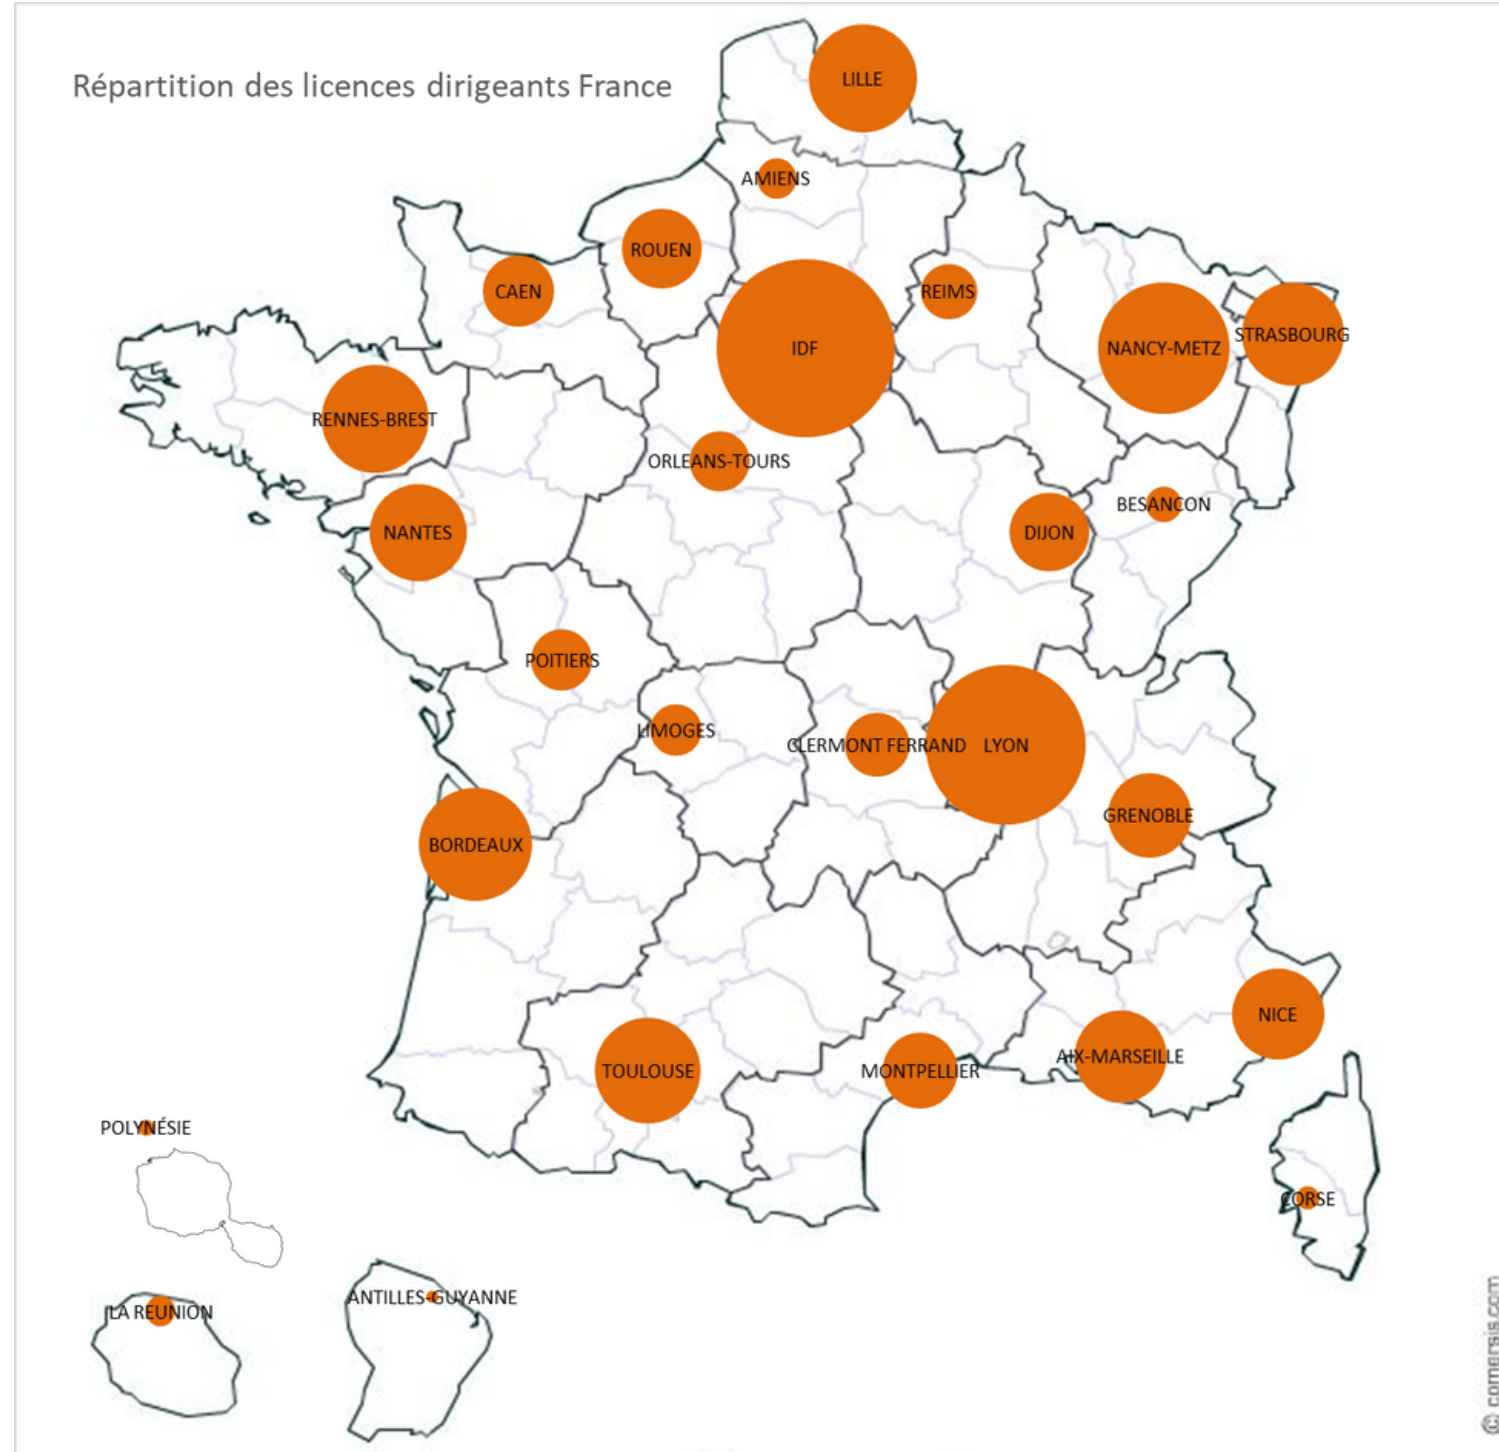 Répartition des licences dirigeants France
LILLE
AMIENS
ROUEN
CAEN
REIMS
IDF
NANCY-METZ
STRASBOURG
RENNES-BREST
ORLEANS-TOURS
BESANCON
NANTES
DIJON
POITIERS
LIMOGES
CLERMONT FERRAND
LYON
GRENOBLE
BORDEAUX
NICE
AIX-MARSEILLE
TOULOUSE
MONTPELLIER
POLYNÉSIE
CORSE
LA REUNION
ANTILLES-GUYANNE
© comersis.com